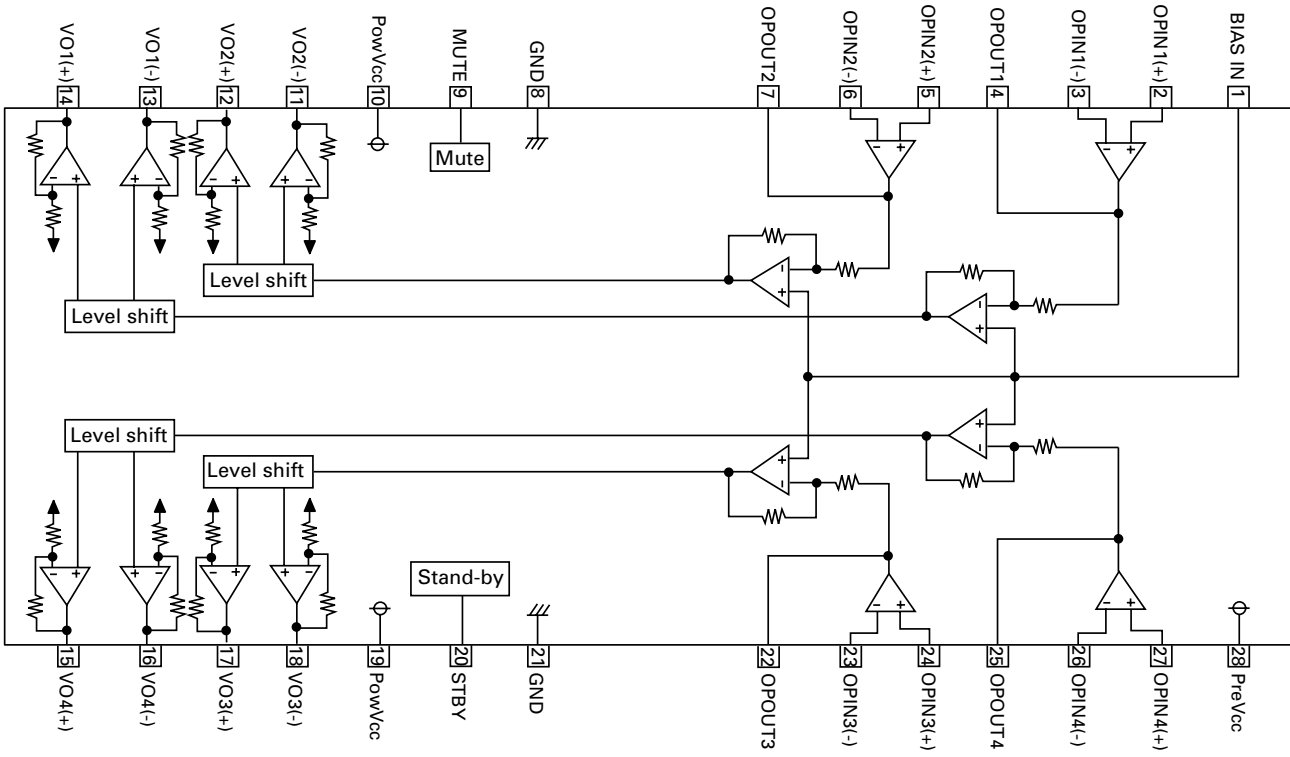 VO1(+) 14
VO1(-) 13
VO2(+) 12
VO2(-) 11
PowVcc 10
MUTE 9
GND 8
OPOUT2 7
OPIN2(-) 6
OPIN2(+) 5
OPOUT1 4
OPIN1(-) 3
OPIN1(+) 2
BIAS IN 1
- +
+ -
- +
+ -
Mute
- +
- +
Level shift
-
+
Level shift
-
+
Level shift
+
-
Level shift
+
-
- +
+ -
- +
+ -
Stand-by
- +
- +
15 VO4(+)
16 VO4(-)
17 VO3(+)
18 VO3(-)
19 PowVcc
20 STBY
21 GND
22 OPOUT3
23 OPIN3(-)
24 OPIN3(+)
25 OPOUT4
26 OPIN4(-)
27 OPIN4(+)
28 PreVcc